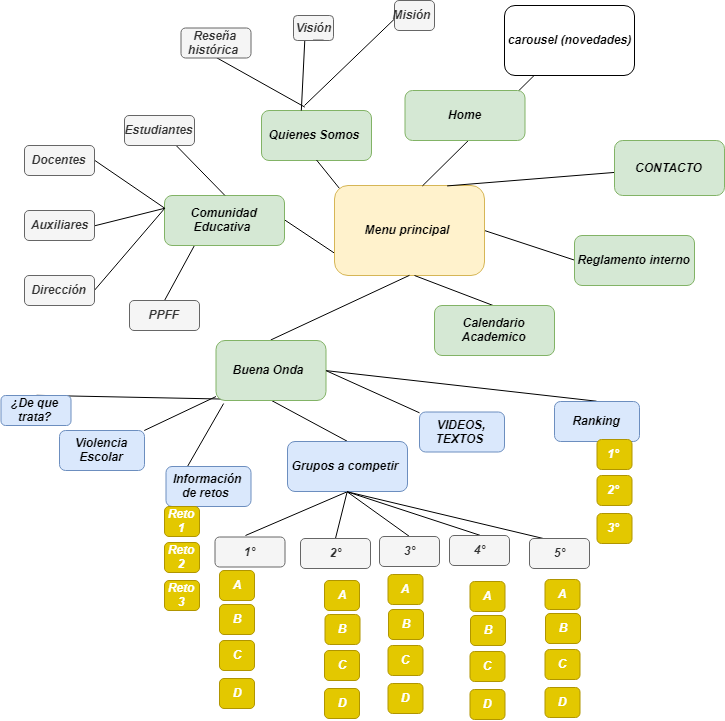 Misión
Visión
Reseña
histórica
carousel (novedades)
Home
Quienes Somos
Estudiantes
Docentes
CONTACTO
Comunidad
Educativa
Auxiliares
Menu principal
Reglamento interno
Dirección
PPFF
Calendario
Academico
Buena Onda
¿De que
trata?
Violencia
Escolar
VIDEOS,
TEXTOS
Ranking
1°
2°
3°
Información
de retos
Grupos a competir
Reto
1
Reto
2
Reto
3
1°
2°
3°
4°
5°
A
A
A
A
A
B
B
B
B
B
C
C
C
C
C
D
D
D
D
D